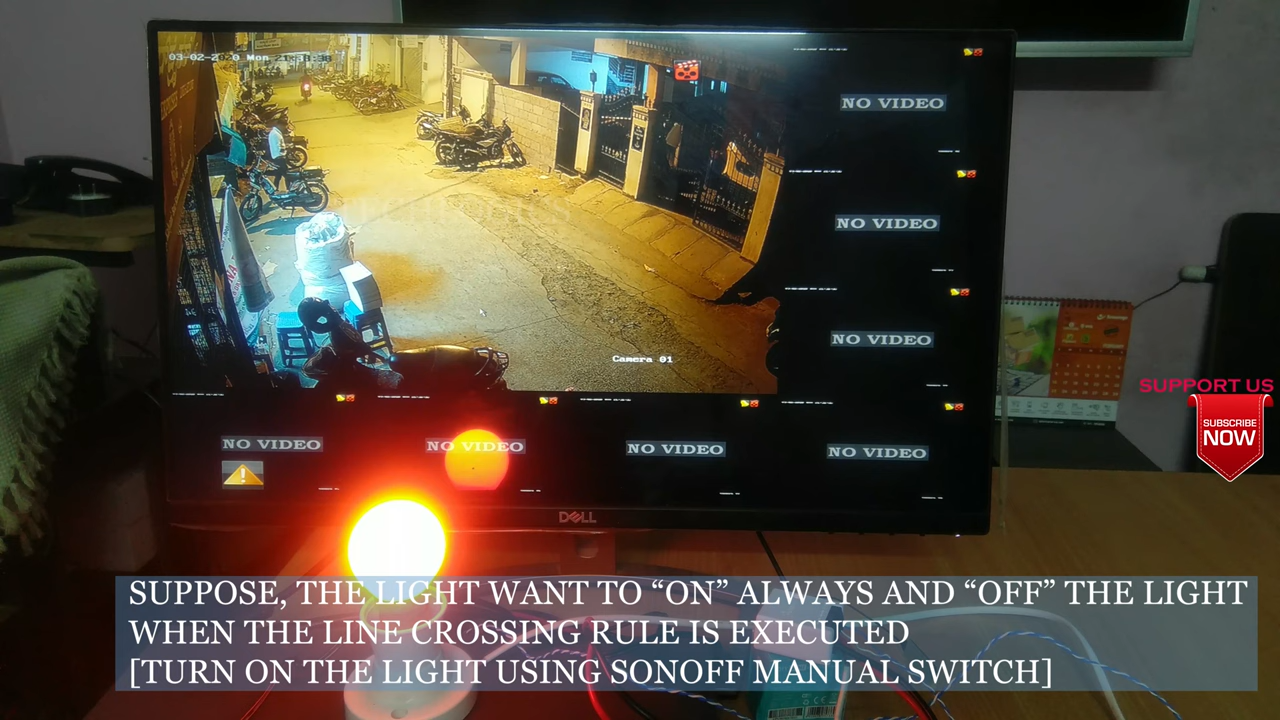 NO VIDEO
NO VIDEO
NO VIDEO
Camera 01
NO VIDEO
NO VIDEO
NO VIDEO
NO VIDEO
DELL
SUPPORT US
SUBSCRIBE
NOW
SUPPOSE, THE LIGHT WANT TO “ON” ALWAYS AND “OFF” THE LIGHT
WHEN THE LINE CROSSING RULE IS EXECUTED
[TURN ON THE LIGHT USING SONOFF MANUAL SWITCH]